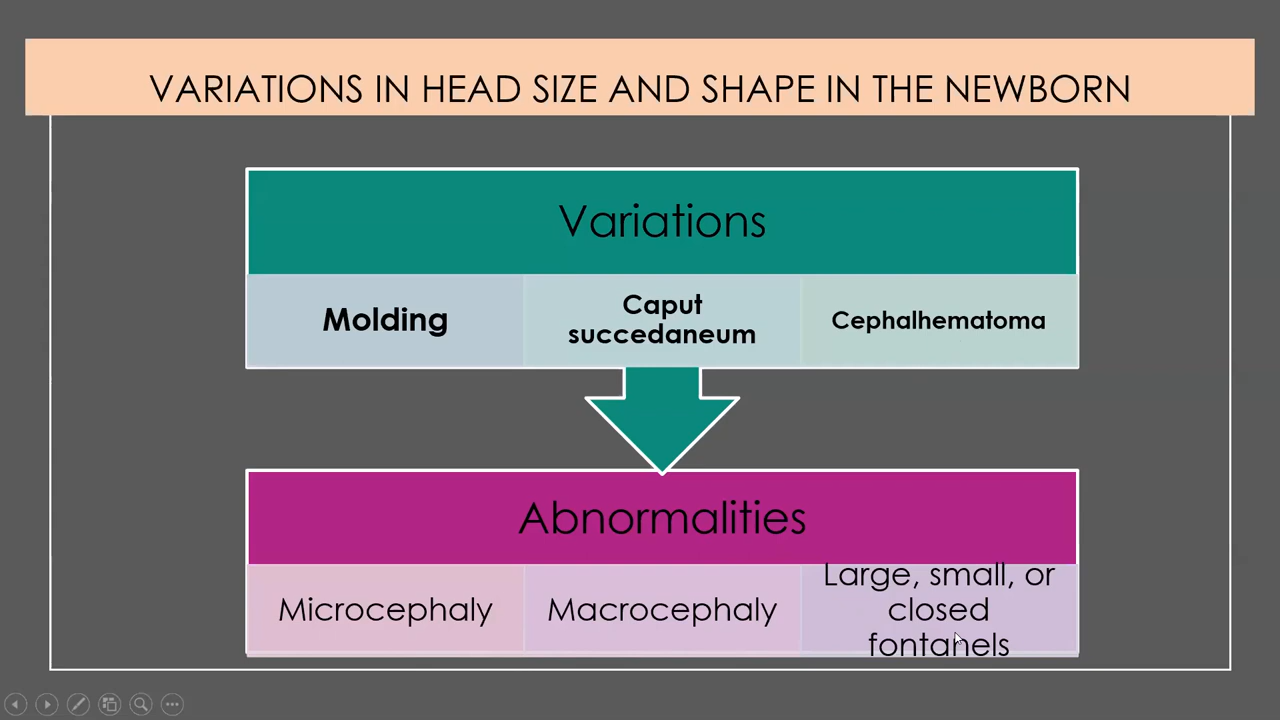 VARIATIONS IN HEAD SIZE AND SHAPE IN THE NEWBORN
Variations
Molding
Caput
succedaneum
Cephalhematoma
Abnormalities
Microcephaly
Macrocephaly
Large, small, or
closed
fontanels